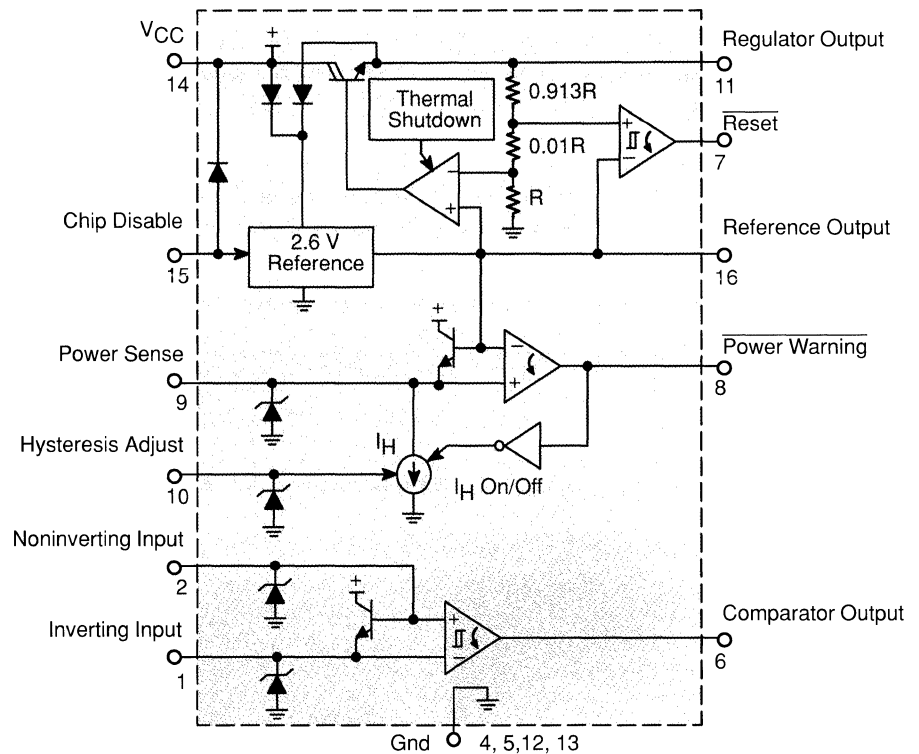 VCC
14
+
Regulator Output
11
Thermal
Shutdown
0.913R
0.01R
R
+
−
Reset
7
−
+
Chip Disable
15
2.6 V
Reference
Reference Output
16
+
Power Sense
9
−
+
Power Warning
8
Hysteresis Adjust
10
IH
IH On/Off
Noninverting Input
2
+
Inverting Input
1
+
−
Comparator Output
6
Gnd
4, 5,12, 13